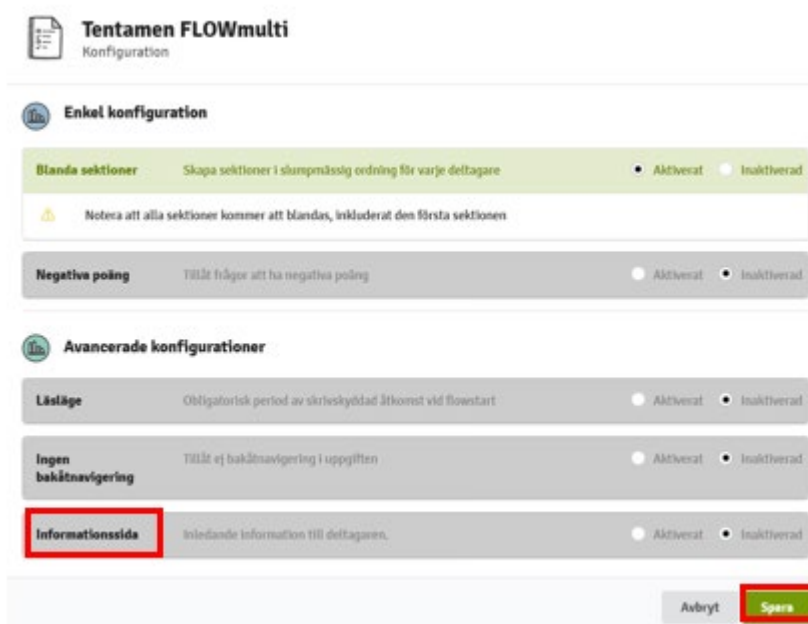 Tentamen FLOWmulti
Konfiguration
Enkel konfiguration
Blanda sektioner Skapa sektioner i slumpmässig ordning för varje deltagare Aktiverat Inaktiverad
Notera att alla sektioner kommer att blandas, inkluderat den första sektionen
Negativa poäng Tillåt frågor att ha negativa poäng Aktiverat Inaktiverad
Avancerade konfigurationer
Läsläge Obligatorisk period av skrivskyddad åtkomst vid flowstart Aktiverat Inaktiverad
Ingen Tillåt ej bakåtnavigering i uppgiften Aktiverat Inaktiverad
bakåtnavigering
Informationssida Inledande information till deltagaren. Aktiverat Inaktiverad
Avbryt Spara